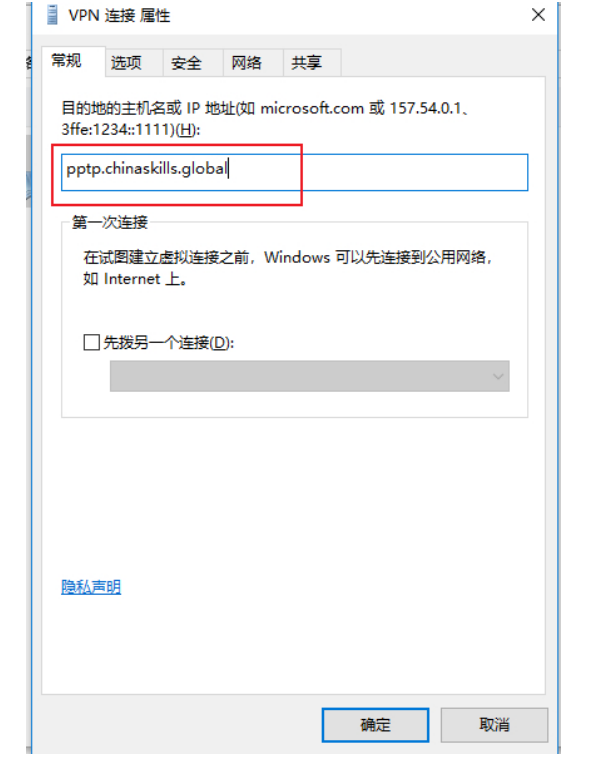 VPN 连接 属性
常规 选项 安全 网络 共享
目的地的主机名或 IP 地址(如 microsoft.com 或 157.54.0.1、
3ffe:1234::1111)(H):
pptp.chinaskills.global
第一次连接
在试图建立虚拟连接之前，Windows 可以先连接到公用网络，
如 Internet 上。
先拨另一个连接(D):
隐私声明
确定 取消